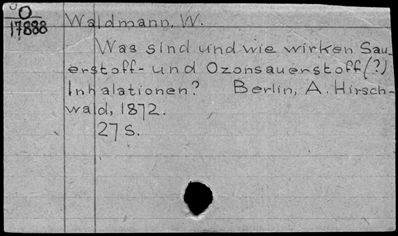 O
17888
Waldmann, W.
Was sind und wie wirken Sau-
erstoff- und Ozonsauerstoff(?)
Inhalationen? Berlin, A. Hirsch-
wald, 1872.
27 S.